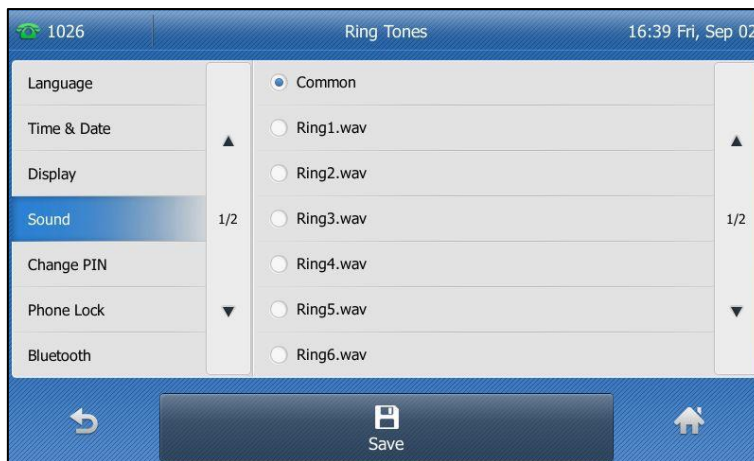 1026
Ring Tones
16:39 Fri, Sep 02
Language
Time & Date
Display
Sound
Change PIN
Phone Lock
Bluetooth
1/2
Common
Ring1.wav
Ring2.wav
Ring3.wav
Ring4.wav
Ring5.wav
Ring6.wav
1/2
Save